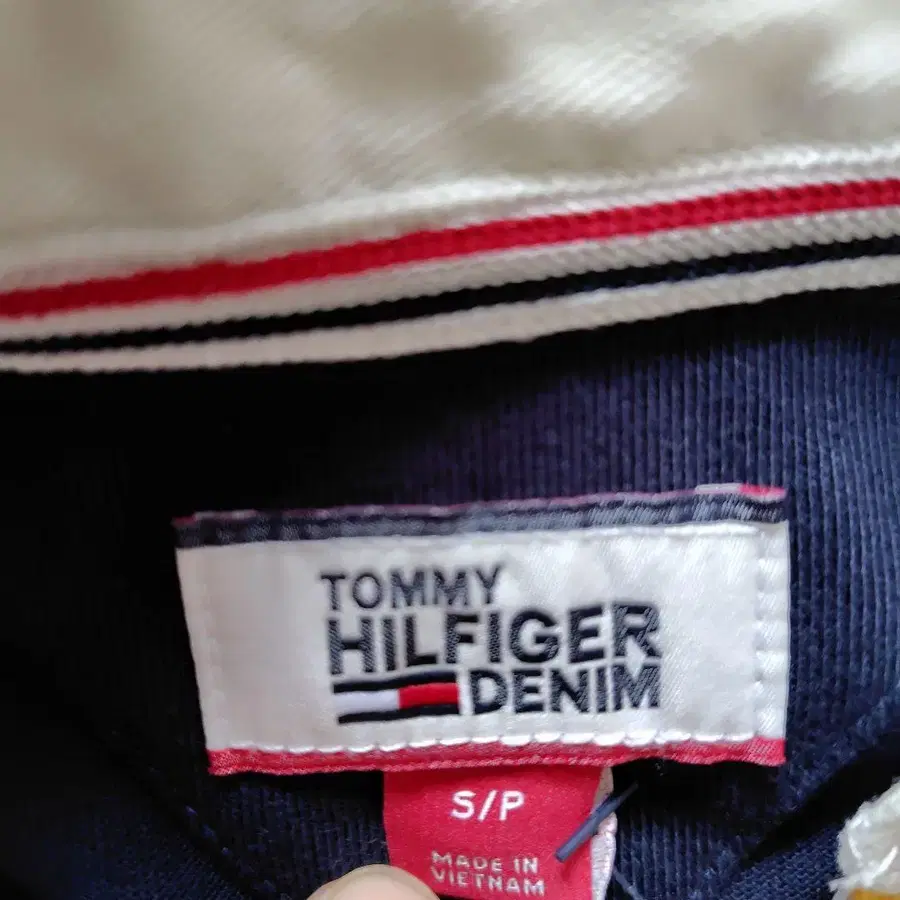 TOMMY
HILFIGER
DENIM
S/P
MADE IN
VIETNAM